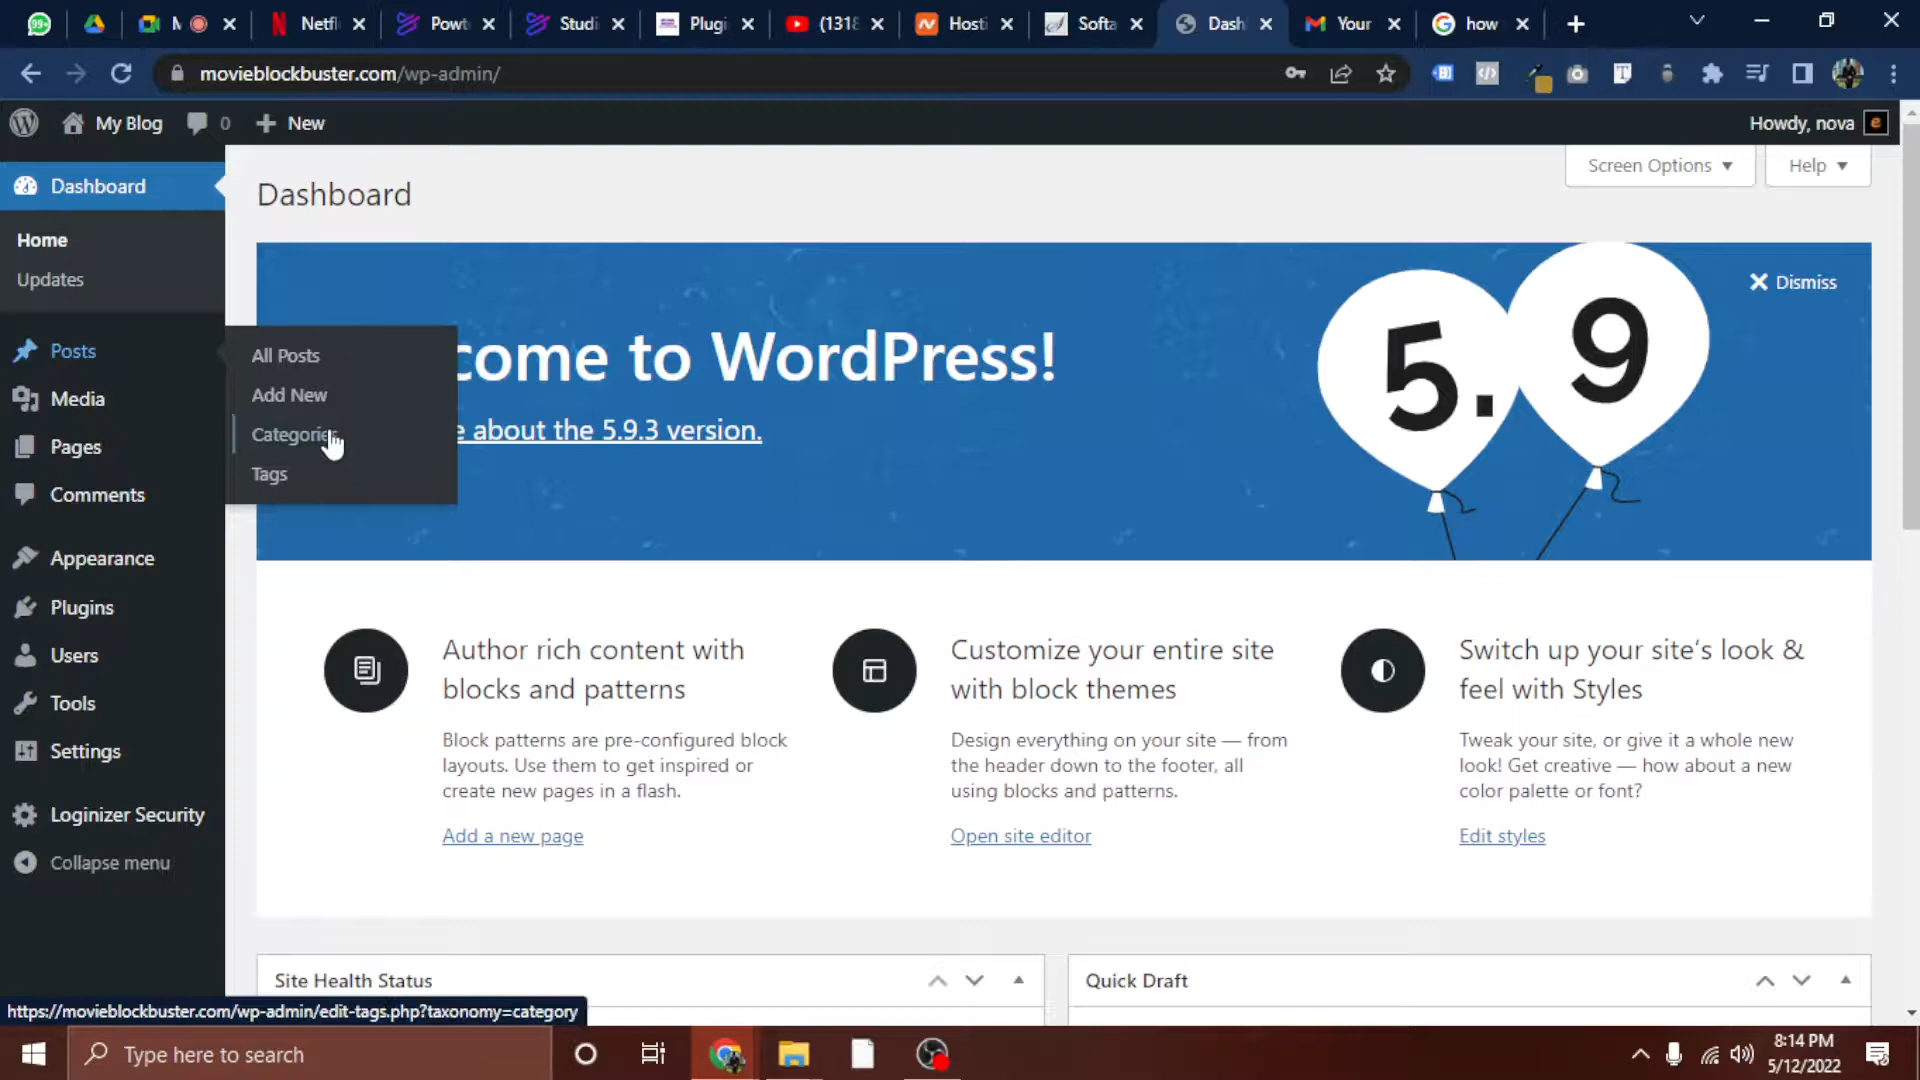 99+
M
Netfl
Powt
Studi
Plugi
(1318
Hosti
Softa
Dash
Your
how
movieblockbuster.com/wp-admin/
My Blog
0
New
Howdy, nova
Screen Options
Help
Dashboard
Dashboard
Home
Updates
Dismiss
5.9
come to WordPress!
e about the 5.9.3 version.
Posts
All Posts
Add New
Categories
Tags
Media
Pages
Comments
Appearance
Plugins
Users
Tools
Settings
Loginizer Security
Collapse menu
Author rich content with
blocks and patterns
Block patterns are pre-configured block
layouts. Use them to get inspired or
create new pages in a flash.
Add a new page
Customize your entire site
with block themes
Design everything on your site — from
the header down to the footer, all
using blocks and patterns.
Open site editor
Switch up your site's look &
feel with Styles
Tweak your site, or give it a whole new
look! Get creative — how about a new
color palette or font?
Edit styles
Site Health Status
Quick Draft
https://movieblockbuster.com/wp-admin/edit-tags.php?taxonomy=category
Type here to search
8:14 PM
5/12/2022